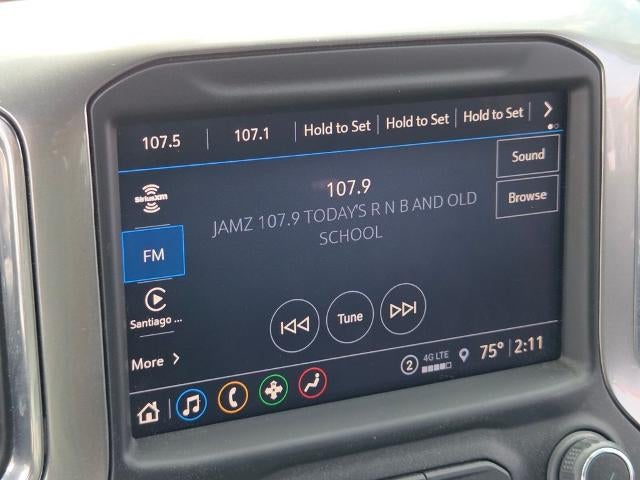 107.5 107.1 Hold to Set Hold to Set Hold to Set
Sound
SiriusXM
107.9
Browse
JAMZ 107.9 TODAY'S R N B AND OLD
SCHOOL
FM
Santiago ...
Tune
More
2 4G LTE 75° 2:11